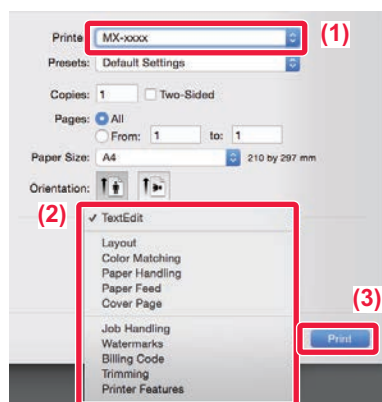 Printe MX-xxxx (1)
Presets: Default Settings
Copies: 1 Two-Sided
Pages: All
From: 1 to: 1
Paper Size: A4 210 by 297 mm
Orientation:
(2)
✓ TextEdit
Layout
Color Matching
Paper Handling
Paper Feed
Cover Page
(3)
Job Handling
Print
Watermarks
Billing Code
Trimming
Printer Features